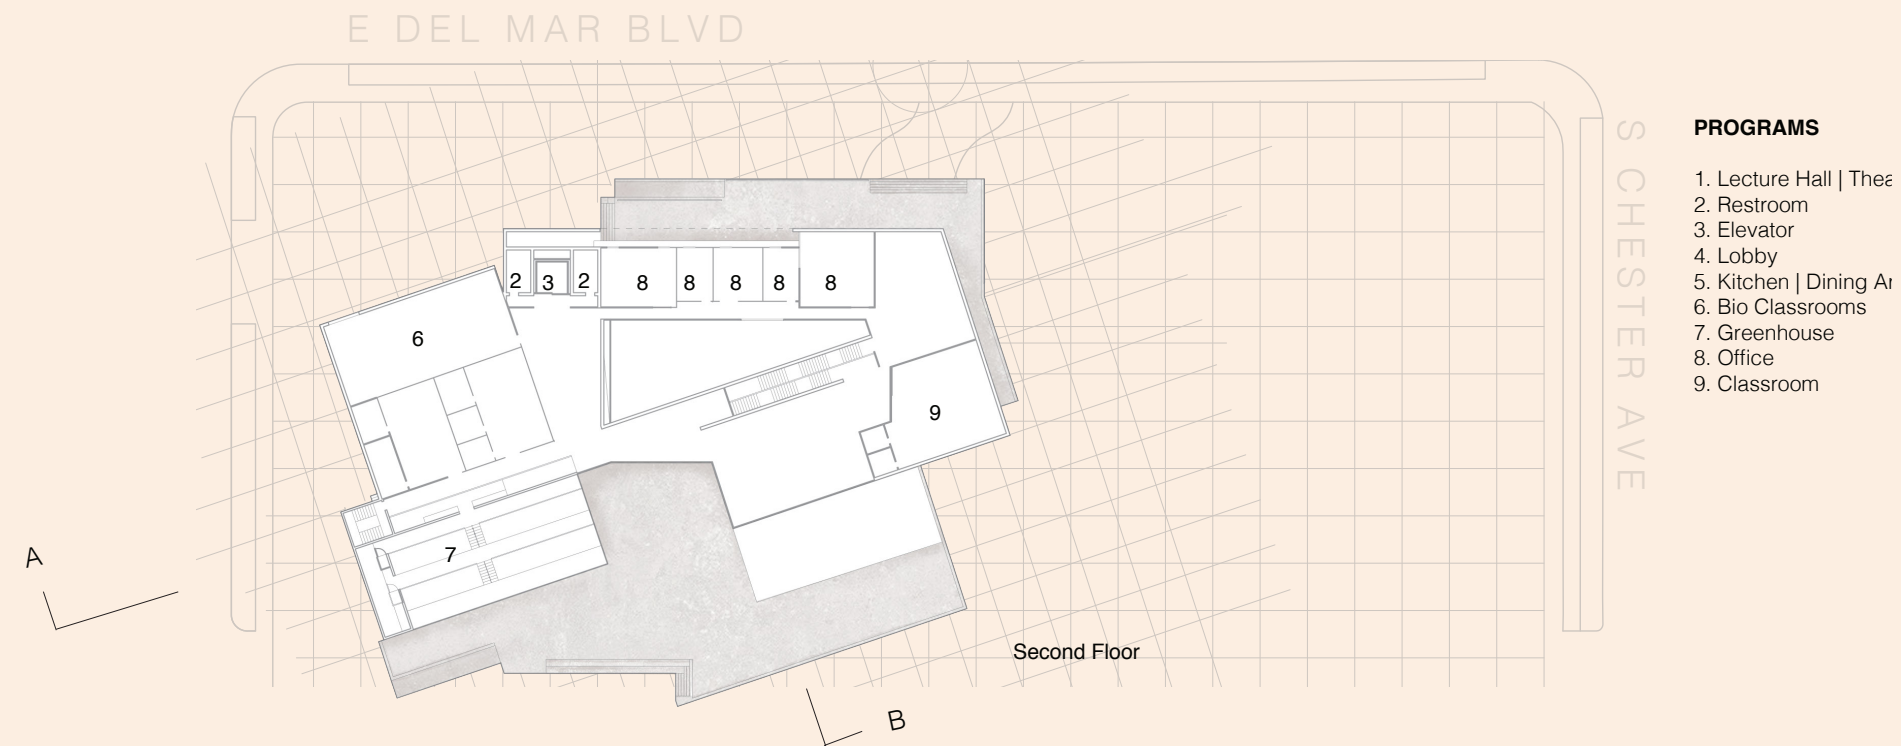 E DEL MAR BLVD
S CHESTER AVE
PROGRAMS
1. Lecture Hall |
2. Restroom
3. Elevator
4. Lobby
5. Kitchen | Dining
6. Bio Classrooms
7. Greenhouse
8. Office
9. Classroom
2 3 2 8 8 8 8 8
6
9
7
A
Second Floor
B